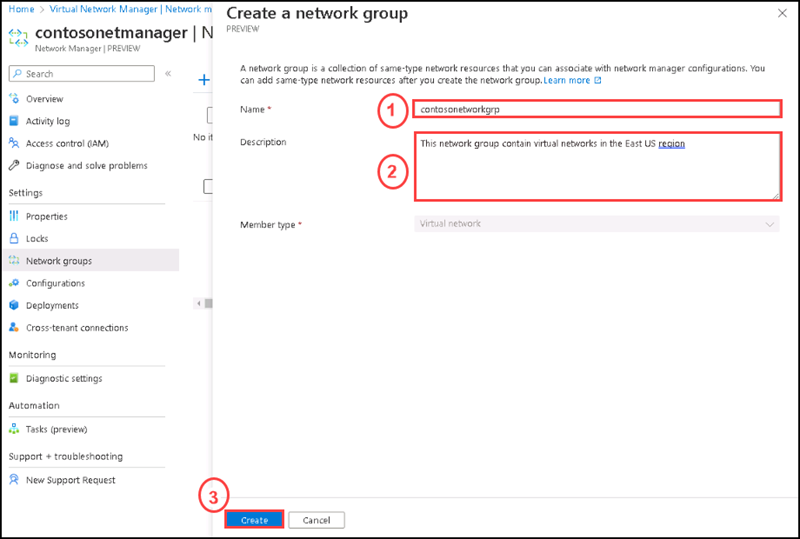 Home > Virtual Network Manager | Network m
contosonetmanager | N
Network Manager | PREVIEW
Search
«
Overview
Activity log
Access control (IAM)
Diagnose and solve problems
Settings
Properties
Locks
Network groups
Configurations
Deployments
Cross-tenant connections
Monitoring
Diagnostic settings
Automation
Tasks (preview)
Support + troubleshooting
New Support Request
No it
Create a network group
PREVIEW
A network group is a collection of same-type network resources that you can associate with network manager configurations. You
can add same-type network resources after you create the network group. Learn more
Name *
1
contosonetworkgrp
Description
2
This network group contain virtual networks in the East US region
Member type *
Virtual network
3
Create
Cancel